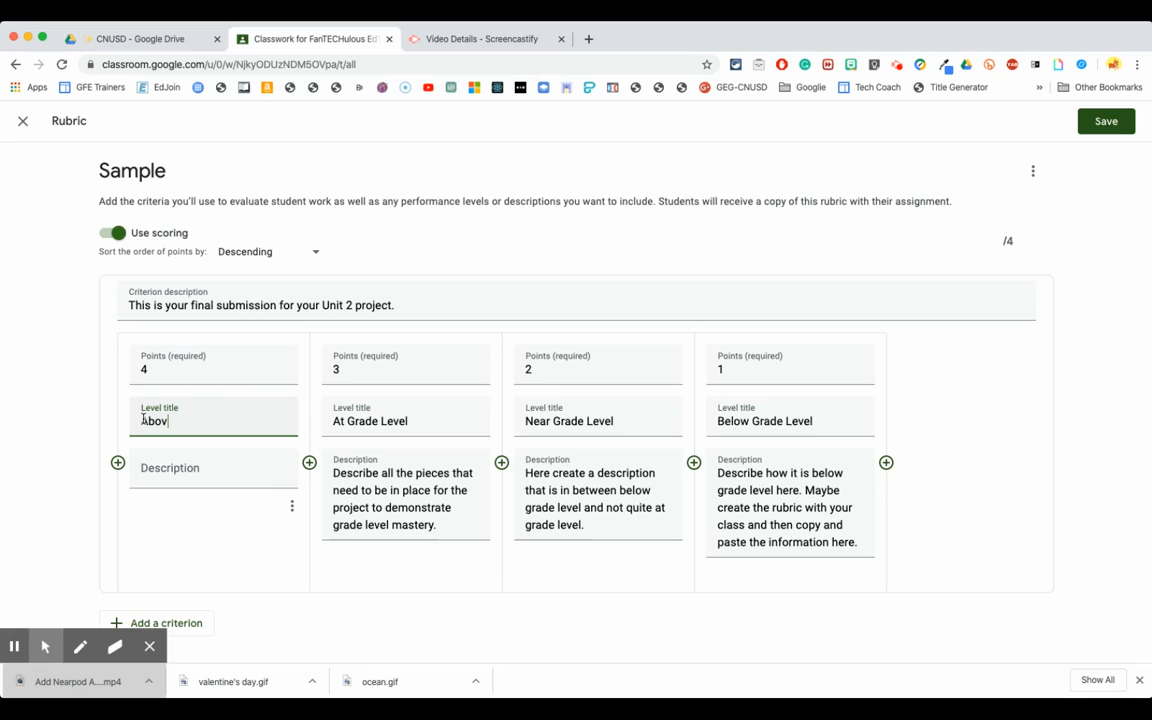 CNUSD - Google Drive
Classwork for FanTECHulous Ed
Video Details - Screencastify
classroom.google.com/u/0/w/NjkyODUzNDM5OVpa/t/all
Apps GFE Trainers EdJoin GEG-CNUSD Googlie Tech Coach Title Generator » Other Bookmarks
Rubric
Save
Sample
Add the criteria you'll use to evaluate student work as well as any performance levels or descriptions you want to include. Students will receive a copy of this rubric with their assignment.
Use scoring
Sort the order of points by: Descending
/4
Criterion description
This is your final submission for your Unit 2 project.
Points (required)
4
Level title
Abov
Description
Points (required)
3
Level title
At Grade Level
Description
Describe all the pieces that
need to be in place for the
project to demonstrate
grade level mastery.
Points (required)
2
Level title
Near Grade Level
Description
Here create a description
that is in between below
grade level and not quite at
grade level.
Points (required)
1
Level title
Below Grade Level
Description
Describe how it is below
grade level here. Maybe
create the rubric with your
class and then copy and
paste the information here.
Add a criterion
Add Nearpod A....mp4
valentine's day.gif
ocean.gif
Show All